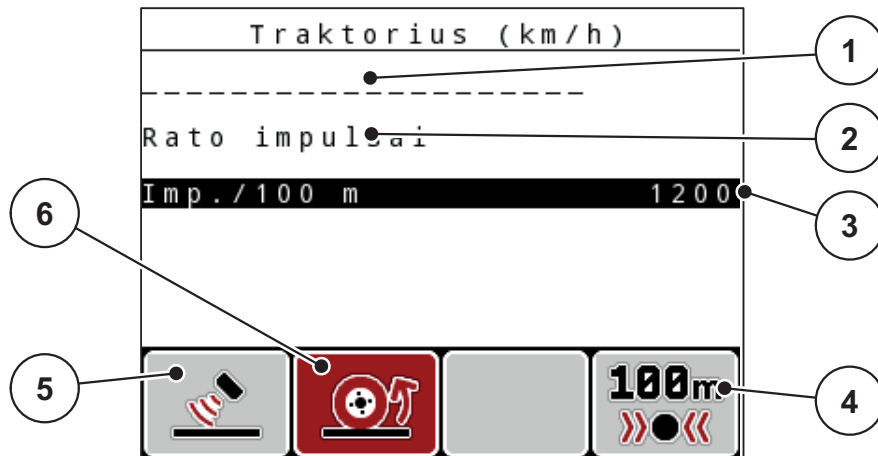 Traktorius (km/h)
1
--------------------
Rato impulsai
2
Imp./100 m 1200
3
6
5
100m
4